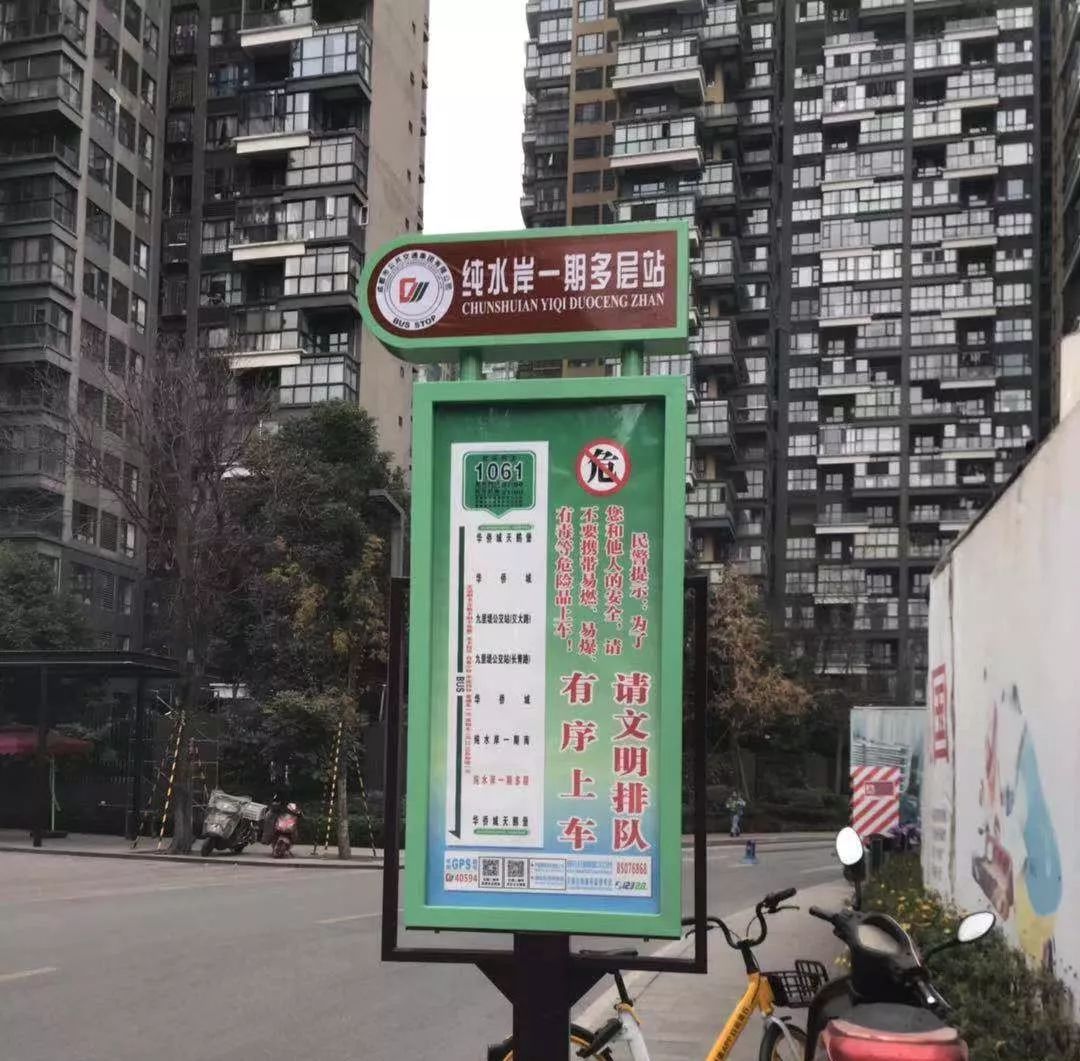 纯水岸一期多层站
CHUNSHUIAN YIQI DUOCENG ZHAN
BUS STOP
1061
华侨城天鹅堡
华侨城
九里堤公交站(交大路)
九里堤公交站(长青路)
华侨城
纯水岸一期南
纯水岸一期多层
华侨城天鹅堡
BUS
危
民警提示：为了
您和他人的安全，请
不要携带易燃、易爆、
有毒等危险品上车！
请文明排队
有序上车
GPS
40594
85076868
国